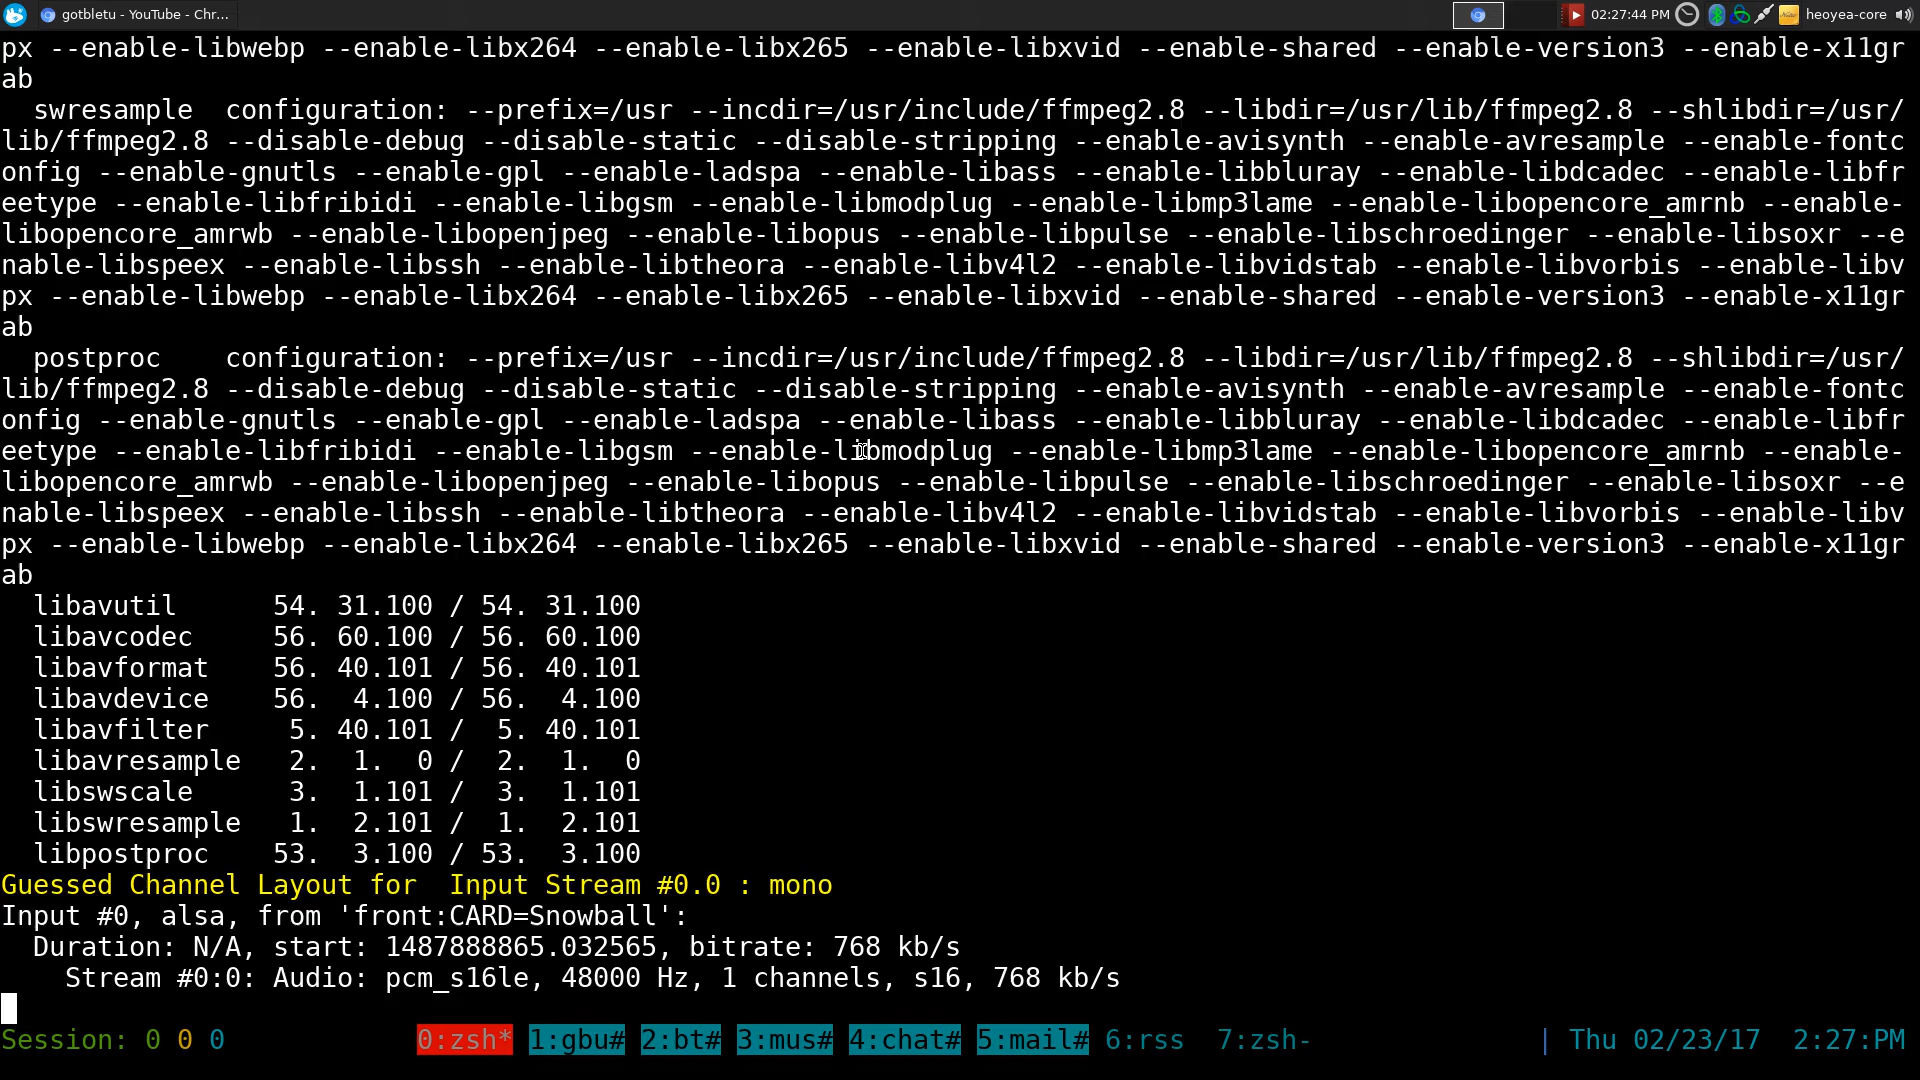 gotbletu - YouTube - Chr... 02:27:44 PM heoyea-core
px --enable-libwebp --enable-libx264 --enable-libx265 --enable-libxvid --enable-shared --enable-version3 --enable-x11gr
ab
  swresample  configuration: --prefix=/usr --incdir=/usr/include/ffmpeg2.8 --libdir=/usr/lib/ffmpeg2.8 --shlibdir=/usr/
lib/ffmpeg2.8 --disable-debug --disable-static --disable-stripping --enable-avisynth --enable-avresample --enable-fontc
onfig --enable-gnutls --enable-gpl --enable-ladspa --enable-libass --enable-libbluray --enable-libdcadec --enable-libfr
eetype --enable-libfribidi --enable-libgsm --enable-libmodplug --enable-libmp3lame --enable-libopencore_amrnb --enable-
libopencore_amrwb --enable-libopenjpeg --enable-libopus --enable-libpulse --enable-libschroedinger --enable-libsoxr --e
nable-libspeex --enable-libssh --enable-libtheora --enable-libv4l2 --enable-libvidstab --enable-libvorbis --enable-libv
px --enable-libwebp --enable-libx264 --enable-libx265 --enable-libxvid --enable-shared --enable-version3 --enable-x11gr
ab
  postproc    configuration: --prefix=/usr --incdir=/usr/include/ffmpeg2.8 --libdir=/usr/lib/ffmpeg2.8 --shlibdir=/usr/
lib/ffmpeg2.8 --disable-debug --disable-static --disable-stripping --enable-avisynth --enable-avresample --enable-fontc
onfig --enable-gnutls --enable-gpl --enable-ladspa --enable-libass --enable-libbluray --enable-libdcadec --enable-libfr
eetype --enable-libfribidi --enable-libgsm --enable-libmodplug --enable-libmp3lame --enable-libopencore_amrnb --enable-
libopencore_amrwb --enable-libopenjpeg --enable-libopus --enable-libpulse --enable-libschroedinger --enable-libsoxr --e
nable-libspeex --enable-libssh --enable-libtheora --enable-libv4l2 --enable-libvidstab --enable-libvorbis --enable-libv
px --enable-libwebp --enable-libx264 --enable-libx265 --enable-libxvid --enable-shared --enable-version3 --enable-x11gr
ab
  libavutil      54. 31.100 / 54. 31.100
  libavcodec     56. 60.100 / 56. 60.100
  libavformat    56. 40.101 / 56. 40.101
  libavdevice    56.  4.100 / 56.  4.100
  libavfilter     5. 40.101 /  5. 40.101
  libavresample   2.  1.  0 /  2.  1.  0
  libswscale      3.  1.101 /  3.  1.101
  libswresample   1.  2.101 /  1.  2.101
  libpostproc    53.  3.100 / 53.  3.100
Guessed Channel Layout for  Input Stream #0.0 : mono
Input #0, alsa, from 'front:CARD=Snowball':
  Duration: N/A, start: 1487888865.032565, bitrate: 768 kb/s
    Stream #0:0: Audio: pcm_s16le, 48000 Hz, 1 channels, s16, 768 kb/s
Session: 0 0 0 0:zsh* 1:gbu# 2:bt# 3:mus# 4:chat# 5:mail# 6:rss 7:zsh- | Thu 02/23/17 2:27:PM